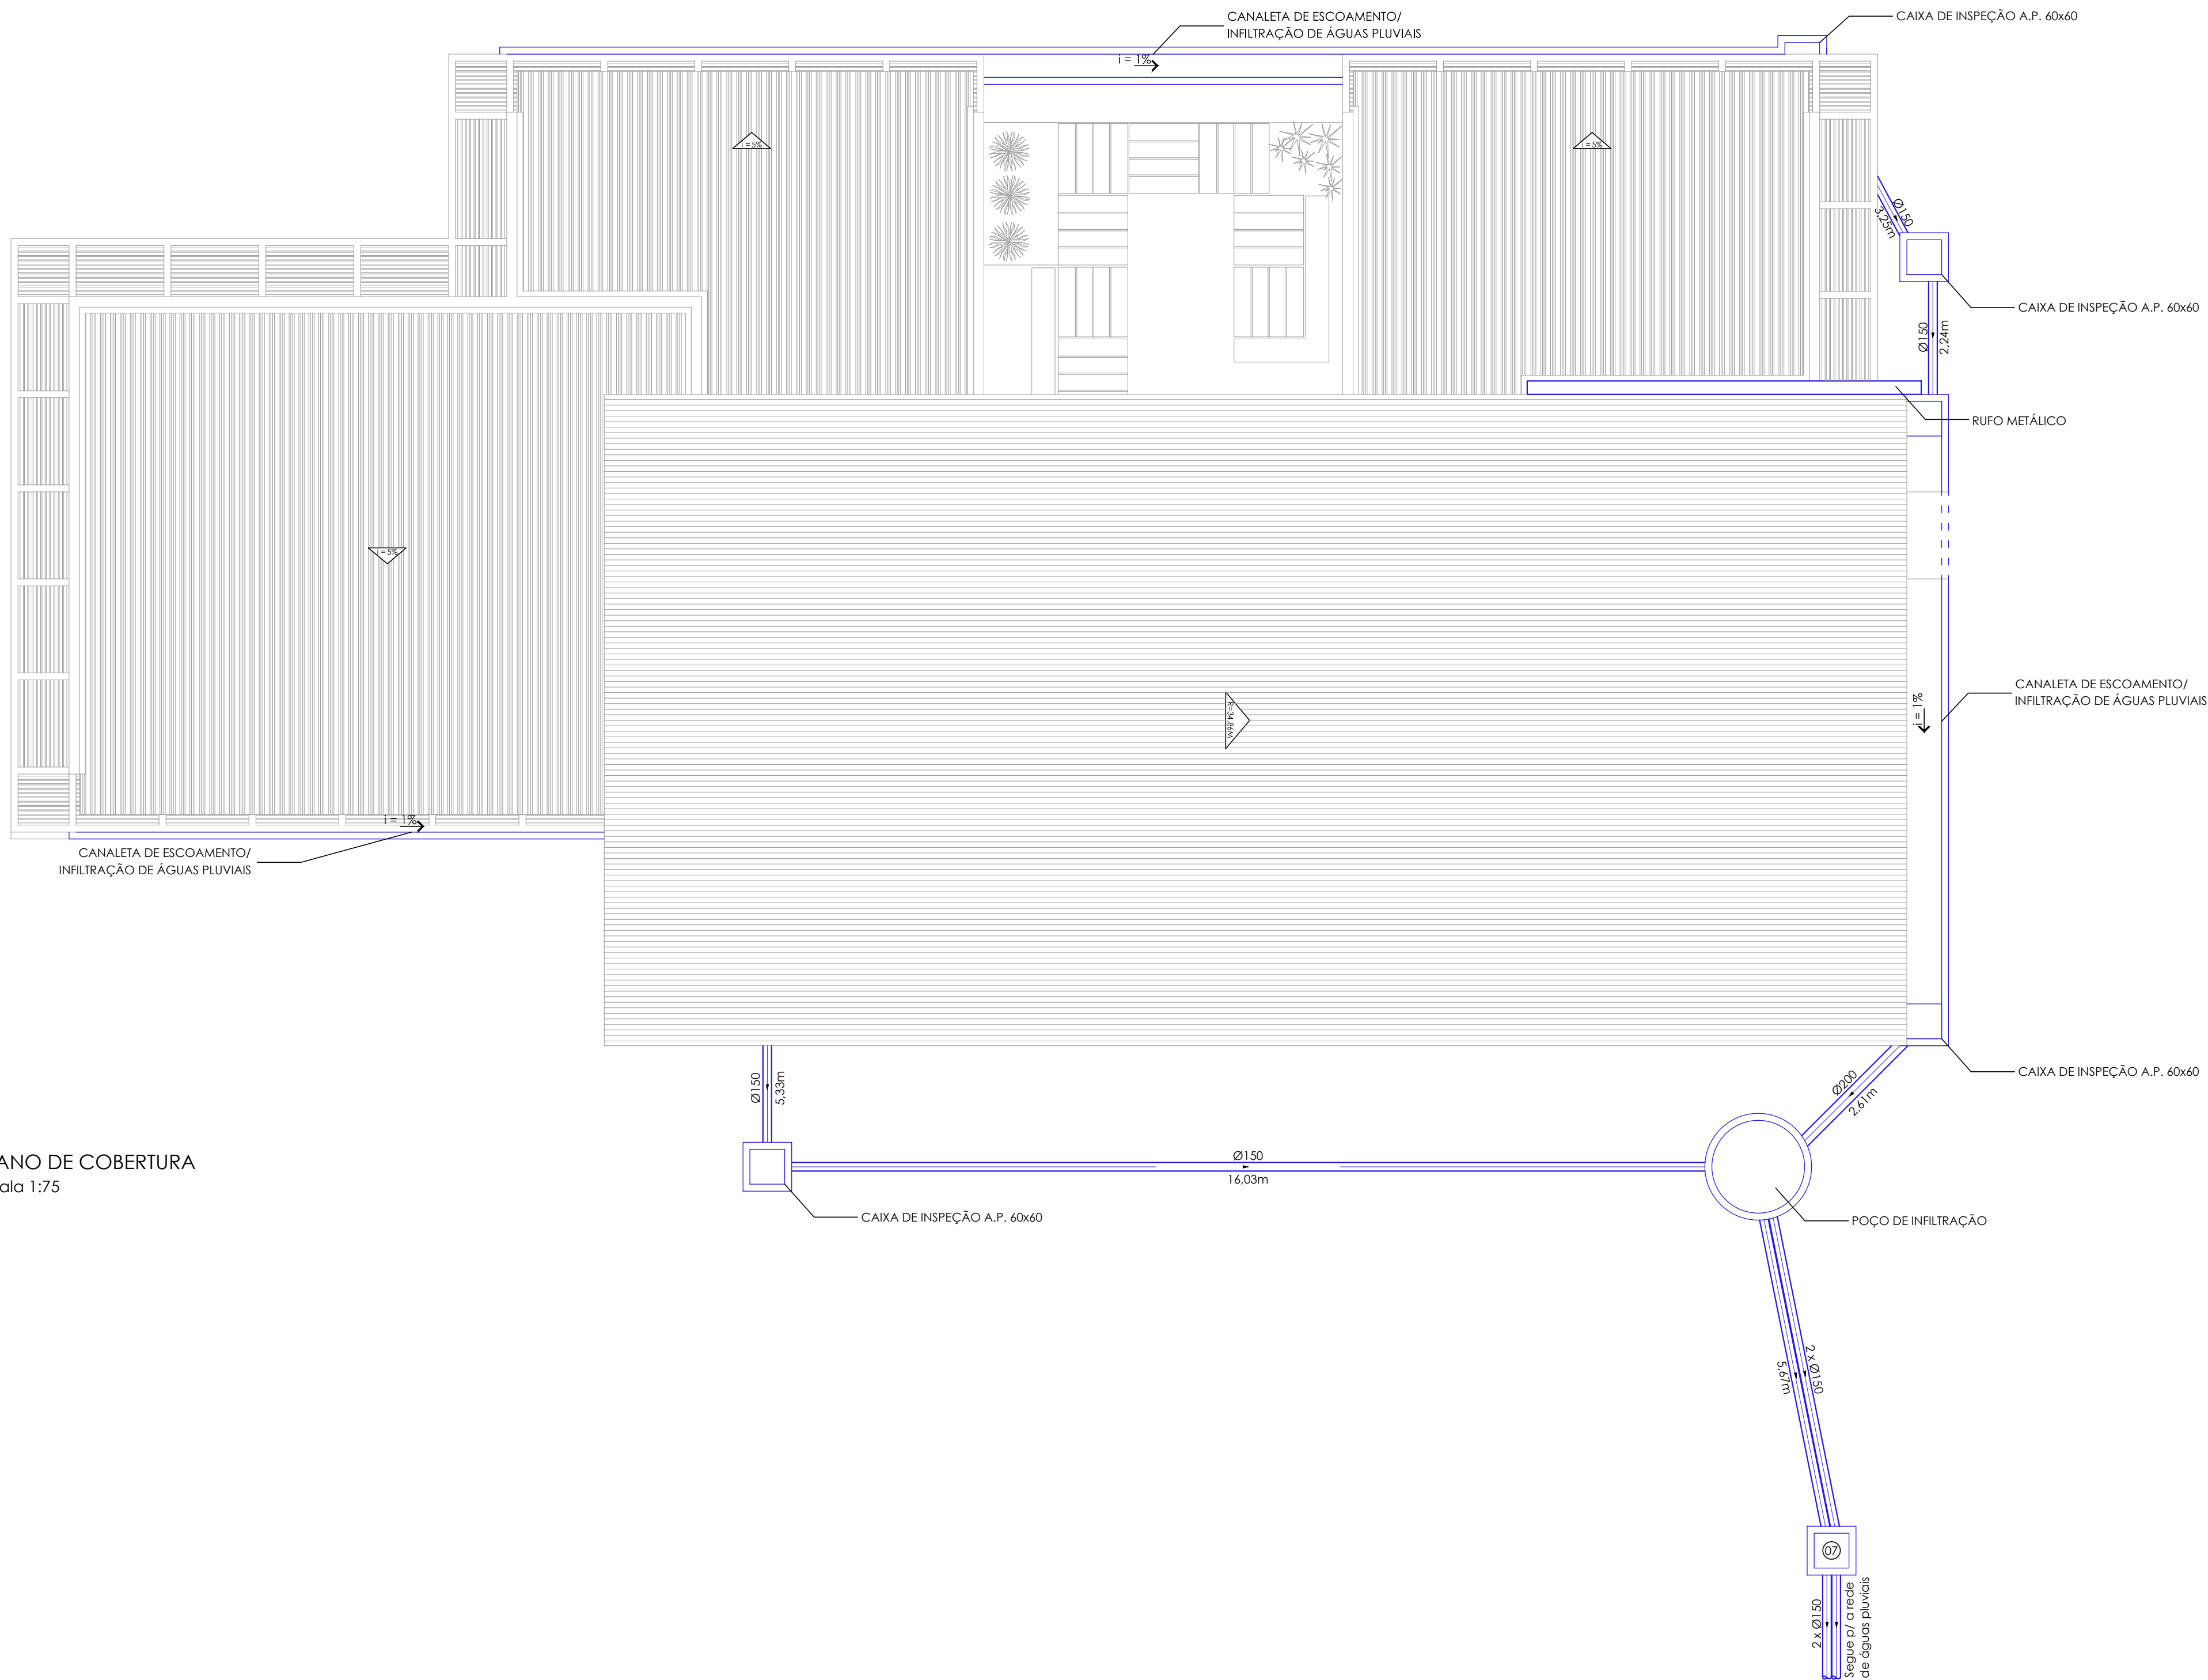 CANALETA DE ESCOAMENTO/
INFILTRAÇÃO DE ÁGUAS PLUVIAIS
CAIXA DE INSPEÇÃO A.P. 60x60
i = 1%
i = 5%
i = 5%
Ø150
3,25m
CAIXA DE INSPEÇÃO A.P. 60x60
Ø150
2,24m
RUFO METÁLICO
i = 5%
CANALETA DE ESCOAMENTO/
INFILTRAÇÃO DE ÁGUAS PLUVIAIS
i = 1%
R=34,86M
i = 1%
CANALETA DE ESCOAMENTO/
INFILTRAÇÃO DE ÁGUAS PLUVIAIS
CAIXA DE INSPEÇÃO A.P. 60x60
Ø150
5,33m
Ø200
2,61m
ANO DE COBERTURA
ala 1:75
Ø150
16,03m
CAIXA DE INSPEÇÃO A.P. 60x60
POÇO DE INFILTRAÇÃO
2 x Ø150
5,67m
07
2 x Ø150
Segue p/ a rede
de águas pluviais